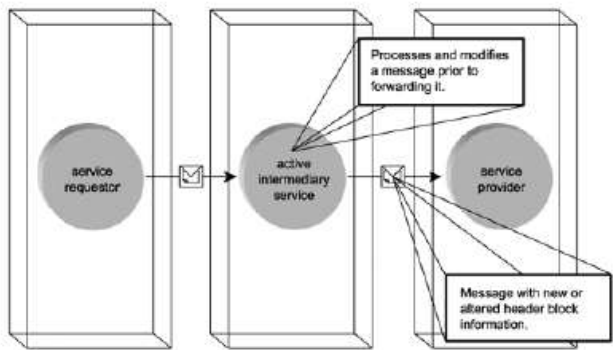 Processes and modifies
a message prior to
forwarding it.
service
requestor
active
intermediary
service
service
provider
Message with new or
altered header block
information.